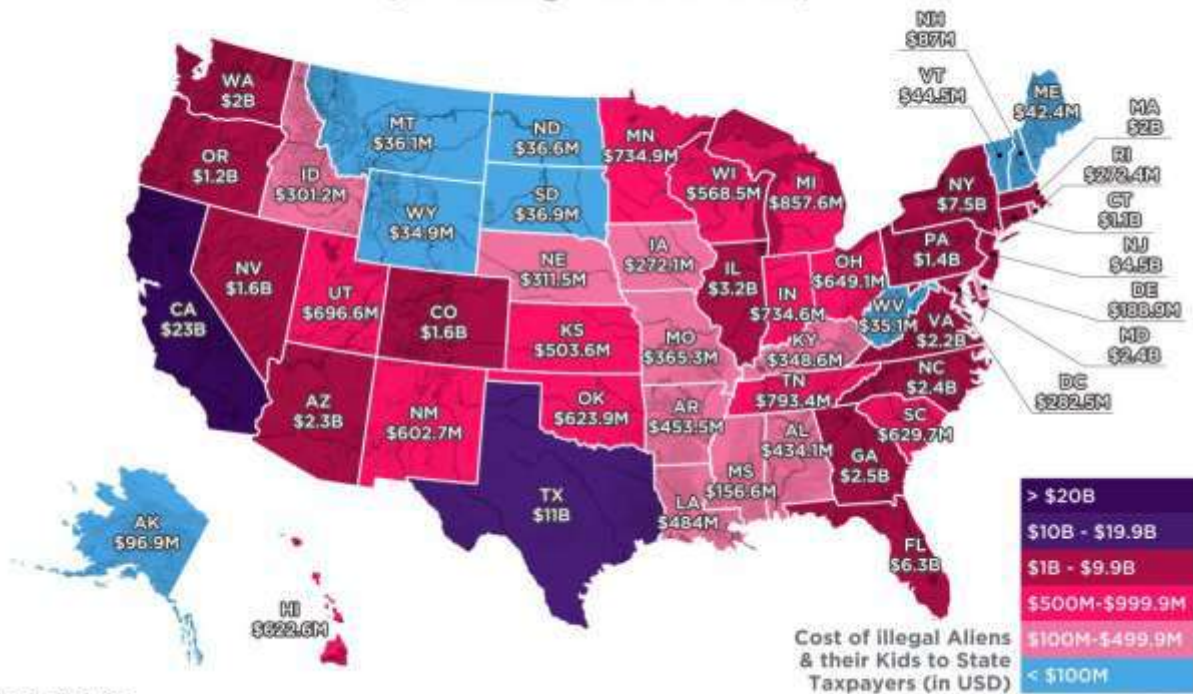 NH
$87M
VT
$44.5M
ME
$42.4M
MA
$2B
RI
$272.4M
CT
$1.1B
NJ
$4.5B
DE
$188.9M
MD
$2.4B
DC
$282.5M
WA
$2B
OR
$1.2B
CA
$23B
NV
$1.6B
ID
$301.2M
MT
$36.1M
WY
$34.9M
UT
$696.6M
AZ
$2.3B
CO
$1.6B
NM
$602.7M
ND
$36.6M
SD
$36.9M
NE
$311.5M
KS
$503.6M
OK
$623.9M
TX
$11B
MN
$734.9M
IA
$272.1M
MO
$365.3M
AR
$453.5M
LA
$484M
WI
$568.5M
IL
$3.2B
MI
$857.6M
IN
$734.6M
OH
$649.1M
KY
$348.6M
TN
$793.4M
MS
$156.6M
AL
$434.1M
GA
$2.5B
FL
$6.3B
SC
$629.7M
NC
$2.4B
VA
$2.2B
WV
$35.1M
PA
$1.4B
NY
$7.5B
AK
$96.9M
HI
$622.6M
> $20B
$10B - $19.9B
$1B - $9.9B
$500M-$999.9M
$100M-$499.9M
< $100M
Cost of illegal Aliens
& their Kids to State
Taxpayers (in USD)